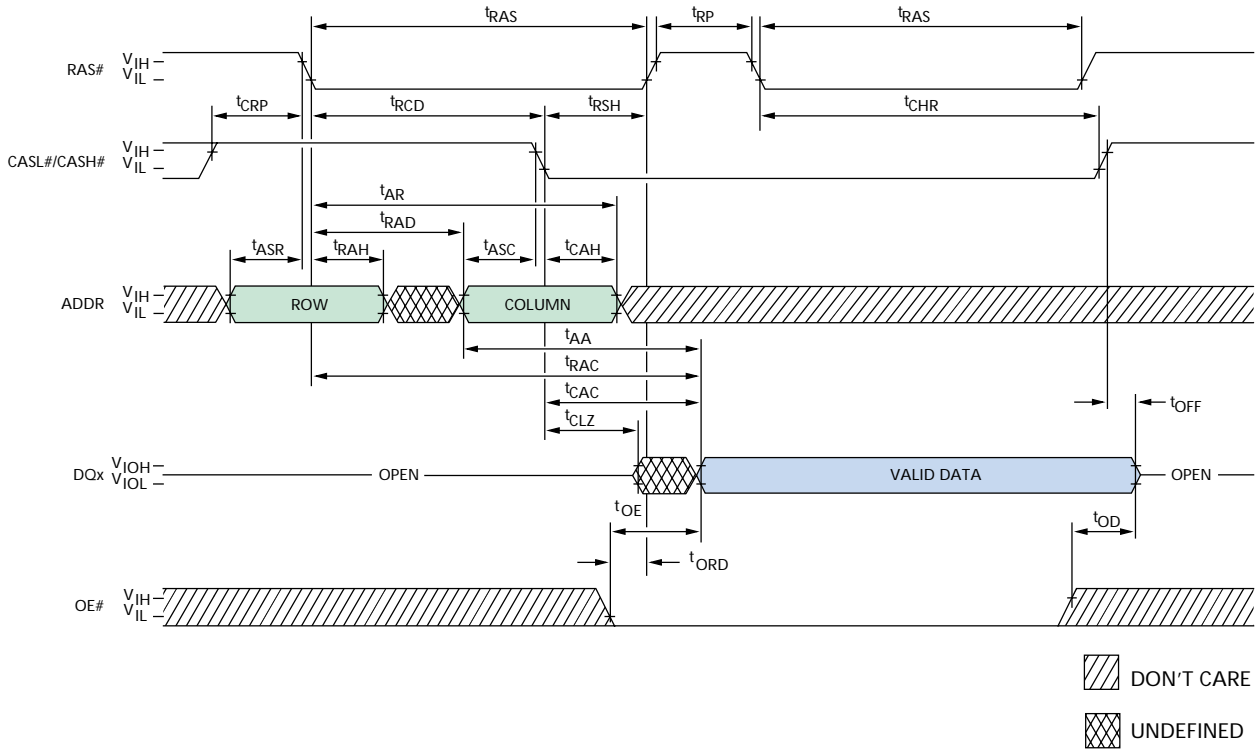 tRAS tRP tRAS
RAS# VIH
VIL
tCRP tRCD tRSH tCHR
CASL#/CASH# VIH
VIL
tAR
tRAD
tASR tRAH tASC tCAH
ADDR VIH
VIL
ROW COLUMN
tAA
tRAC
tCAC
tCLZ tOFF
DQx VIOH
VIOL
OPEN VALID DATA OPEN
tOE tOD
tORD
OE# VIH
VIL
DON'T CARE
UNDEFINED